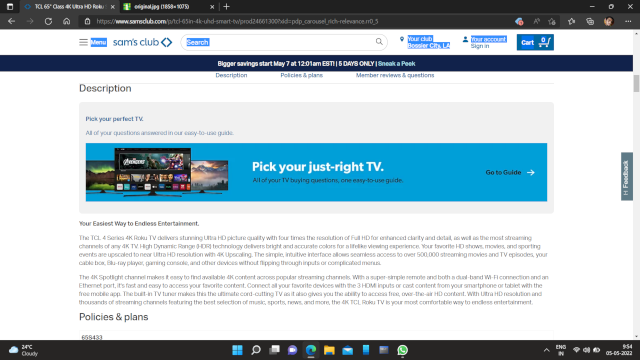 TCL 65" Class 4K Ultra HD Roku
original.jpg (1858×1075)
https://www.samsclub.com/p/tcl-65in-4k-uhd-smart-tv/prod24661300?xid=pdp_carousel_rich-relevance.rr0_5
Menu
sam's club
Search
Your club
Bossier City, LA
Your account
Sign in
Cart
0
Bigger savings start May 7 at 12:01am EST! | 5 DAYS ONLY | Sneak a Peek
Description
Policies & plans
Member reviews & questions
Description
Pick your perfect TV.
All of your questions answered in our easy-to-use guide.
AVENGERS
Pick your just-right TV.
All of your TV buying questions, one easy-to-use guide.
Go to Guide
Feedback
Your Easiest Way to Endless Entertainment.
The TCL 4 Series 4K Roku TV delivers stunning Ultra HD picture quality with four times the resolution of Full HD for enhanced clarity and detail, as well as the most streaming
channels of any 4K TV. High Dynamic Range (HDR) technology delivers bright and accurate colors for a lifelike viewing experience. Your favorite HD shows, movies, and sporting
events are upscaled to near Ultra HD resolution with 4K Upscaling. The simple, intuitive interface allows seamless access to over 500,000 streaming movies and TV episodes, your
cable box, Blu-ray player, gaming console, and other devices without flipping through inputs or complicated menus.
The 4K Spotlight channel makes it easy to find available 4K content across popular streaming channels. With a super-simple remote and both a dual-band Wi-Fi connection and an
Ethernet port, it's fast and easy to access your favorite content. Connect all your favorite devices with the 3 HDMI inputs or cast content from your smartphone or tablet with the
free mobile app. The built-in TV tuner makes this the ultimate cord-cutting TV as it also gives you the ability to access free, over-the-air HD content. With Ultra HD resolution and
thousands of streaming channels featuring the best selection of music, sports, news, and more, the 4K TCL Roku TV is your most comfortable way to endless entertainment.
Policies & plans
65S433
24°C
Cloudy
ENG
IN
9:54
05-05-2022